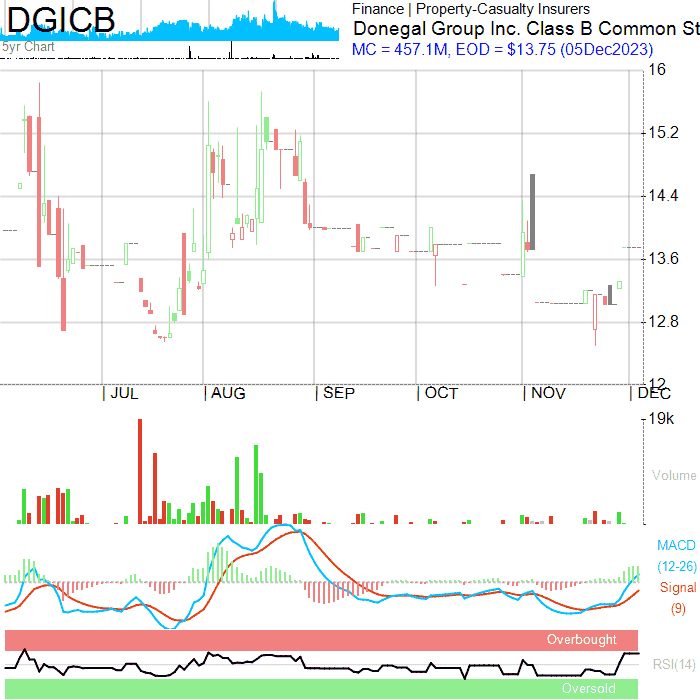 DGICB
5yr Chart
Finance | Property-Casualty Insurers
Donegal Group Inc. Class B Common St
MC = 457.1M, EOD = $13.75 (05Dec2023)
16
15.2
14.4
13.6
12.8
12
JUL AUG SEP OCT NOV DEC
19k
Volume
MACD
(12-26)
Signal
(9)
Overbought
RSI(14)
Oversold